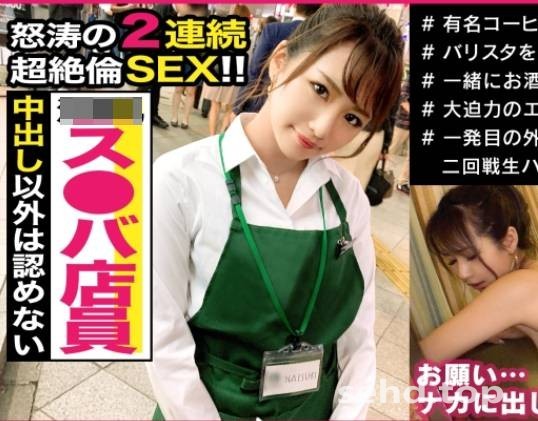 怒涛の2連続
超絶倫SEX!!
ス●バ店員
中出し以外は認めない
# 有名コーヒ
# バリスタを
# 一緒にお酒
# 大迫力のエ
# 一発目の外
二回戦生ハ
NATSUMI
お願い…
ナカに出し
sehd.top